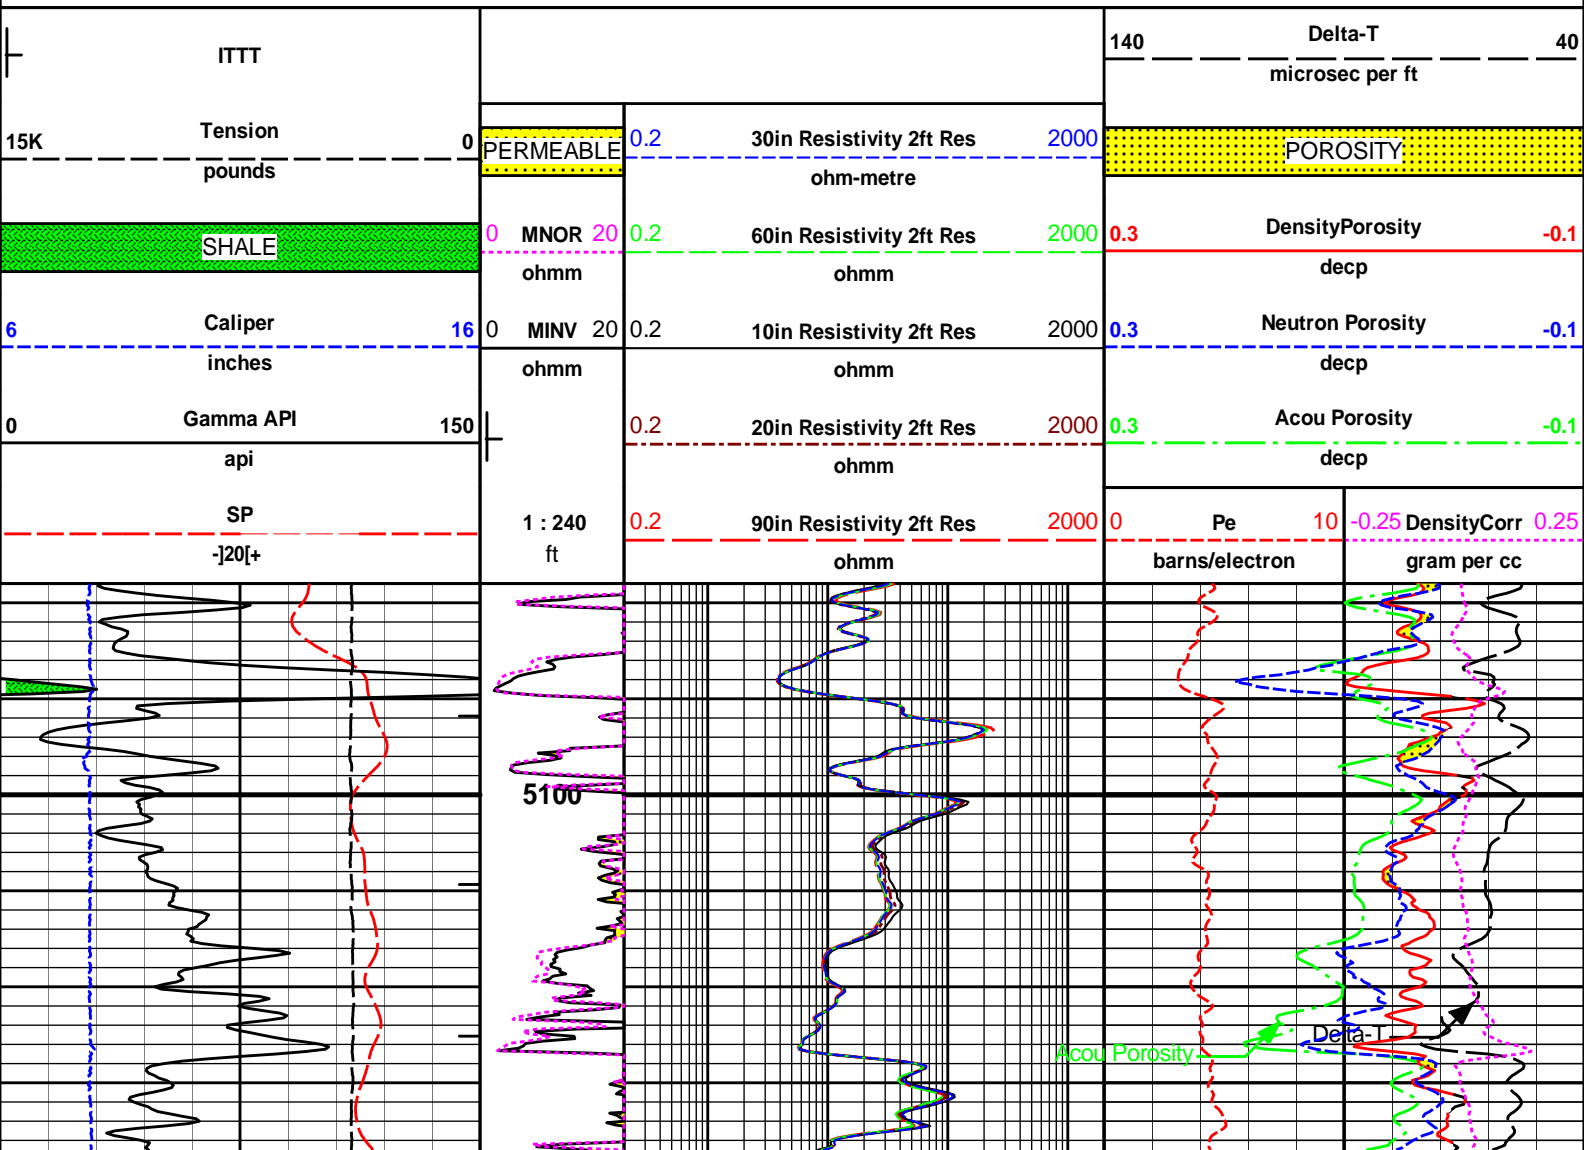 ITTT
15K Tension 0
pounds
SHALE
6 Caliper 16
inches
0 Gamma API 150
api
SP
-]20[+
PERMEABLE
0 MNOR 20
ohmm
0 MINV 20
ohmm
1 : 240
ft
0.2 30in Resistivity 2ft Res 2000
ohm-metre
0.2 60in Resistivity 2ft Res 2000
ohmm
0.2 10in Resistivity 2ft Res 2000
ohmm
0.2 20in Resistivity 2ft Res 2000
ohmm
0.2 90in Resistivity 2ft Res 2000
ohmm
140 Delta-T 40
microsec per ft
POROSITY
0.3 DensityPorosity -0.1
decp
0.3 Neutron Porosity -0.1
decp
0.3 Acou Porosity -0.1
decp
0 Pe 10
barns/electron
-0.25 DensityCorr 0.25
gram per cc
5100
Delta-T
Acou Porosity